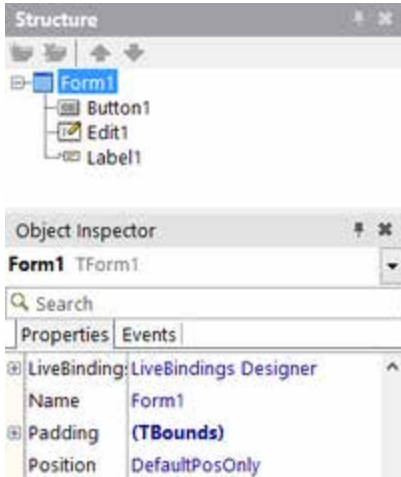 Structure
Form1
Button1
Edit1
Label1
Object Inspector
Form1 TForm1
Search
Properties Events
LiveBinding: LiveBindings Designer
Name Form1
Padding (TBounds)
Position DefaultPosOnly